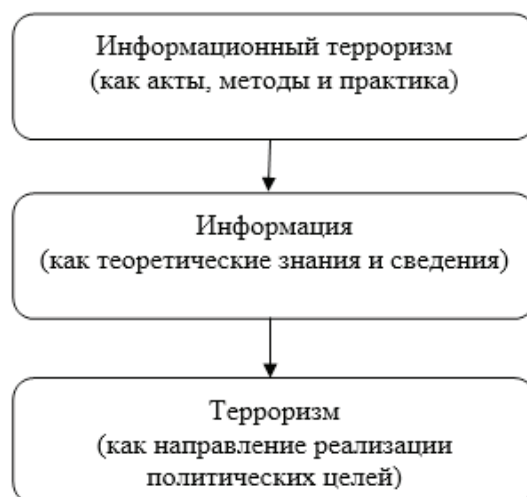 Информационный терроризм
(как акты, методы и практика)
Информация
(как теоретические знания и сведения)
Терроризм
(как направление реализации
политических целей)